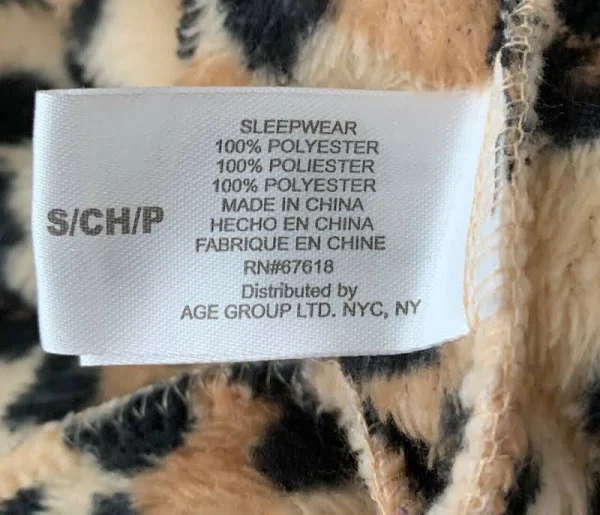 SLEEPWEAR
100% POLYESTER
100% POLIESTER
100% POLYESTER
MADE IN CHINA
S/CH/P
HECHO EN CHINA
FABRIQUE EN CHINE
RN#67618
Distributed by
AGE GROUP LTD. NYC, NY